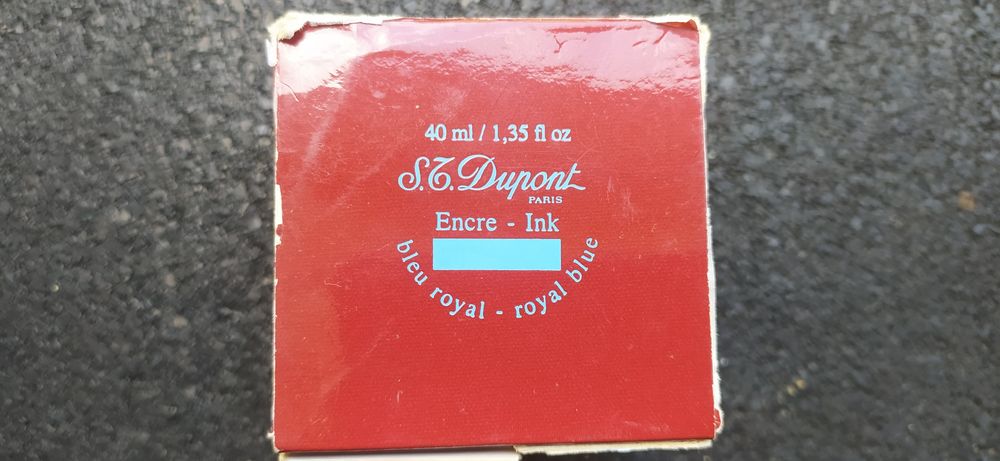 40 ml / 1,35 fl oz
S.T. Dupont
PARIS
Encre - Ink
bleu royal - royal blue